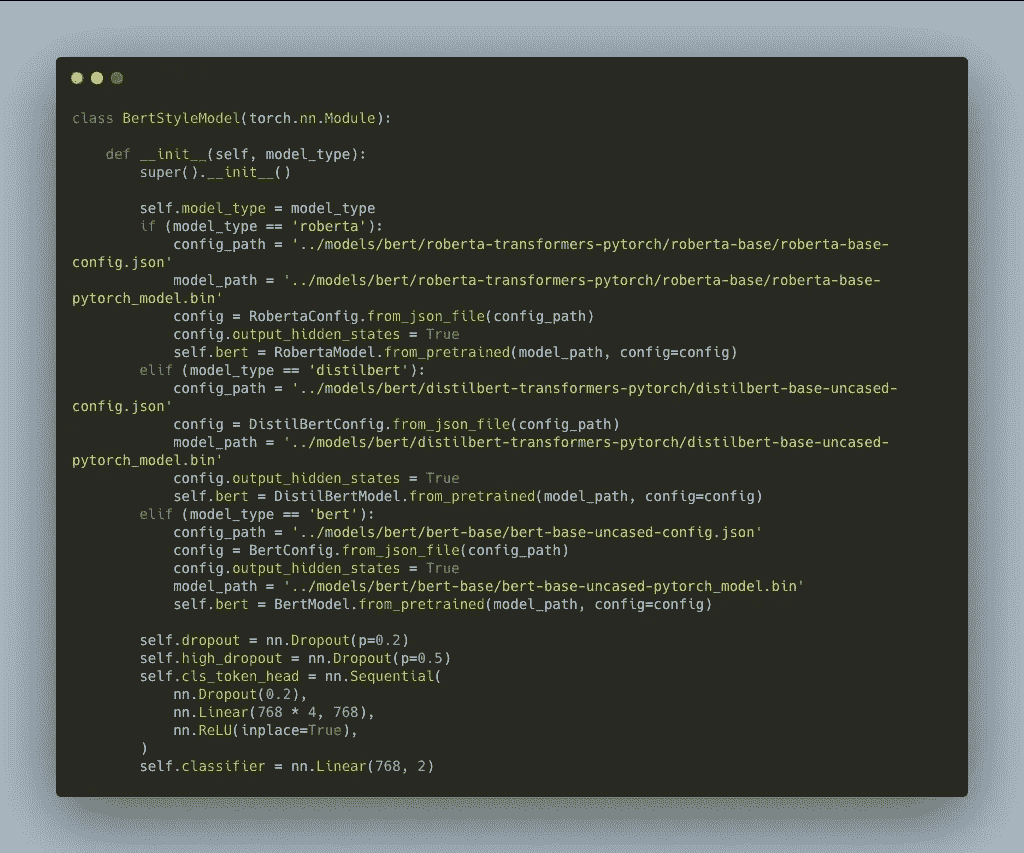 class BertStyleModel(torch.nn.Module):
    def __init__(self, model_type):
        super().__init__()
        self.model_type = model_type
        if (model_type == 'roberta'):
            config_path = '../models/bert/roberta-transformers-pytorch/roberta-base/roberta-base-
config.json'
            model_path = '../models/bert/roberta-transformers-pytorch/roberta-base/roberta-base-
pytorch_model.bin'
            config = RobertaConfig.from_json_file(config_path)
            config.output_hidden_states = True
            self.bert = RobertaModel.from_pretrained(model_path, config=config)
        elif (model_type == 'distilbert'):
            config_path = '../models/bert/distilbert-transformers-pytorch/distilbert-base-uncased-
config.json'
            config = DistilBertConfig.from_json_file(config_path)
            model_path = '../models/bert/distilbert-transformers-pytorch/distilbert-base-uncased-
pytorch_model.bin'
            config.output_hidden_states = True
            self.bert = DistilBertModel.from_pretrained(model_path, config=config)
        elif (model_type == 'bert'):
            config_path = '../models/bert/bert-base/bert-base-uncased-config.json'
            config = BertConfig.from_json_file(config_path)
            config.output_hidden_states = True
            model_path = '../models/bert/bert-base/bert-base-uncased-pytorch_model.bin'
            self.bert = BertModel.from_pretrained(model_path, config=config)
        self.dropout = nn.Dropout(p=0.2)
        self.high_dropout = nn.Dropout(p=0.5)
        self.cls_token_head = nn.Sequential(
            nn.Dropout(0.2),
            nn.Linear(768 * 4, 768),
            nn.ReLU(inplace=True),
        )
        self.classifier = nn.Linear(768, 2)